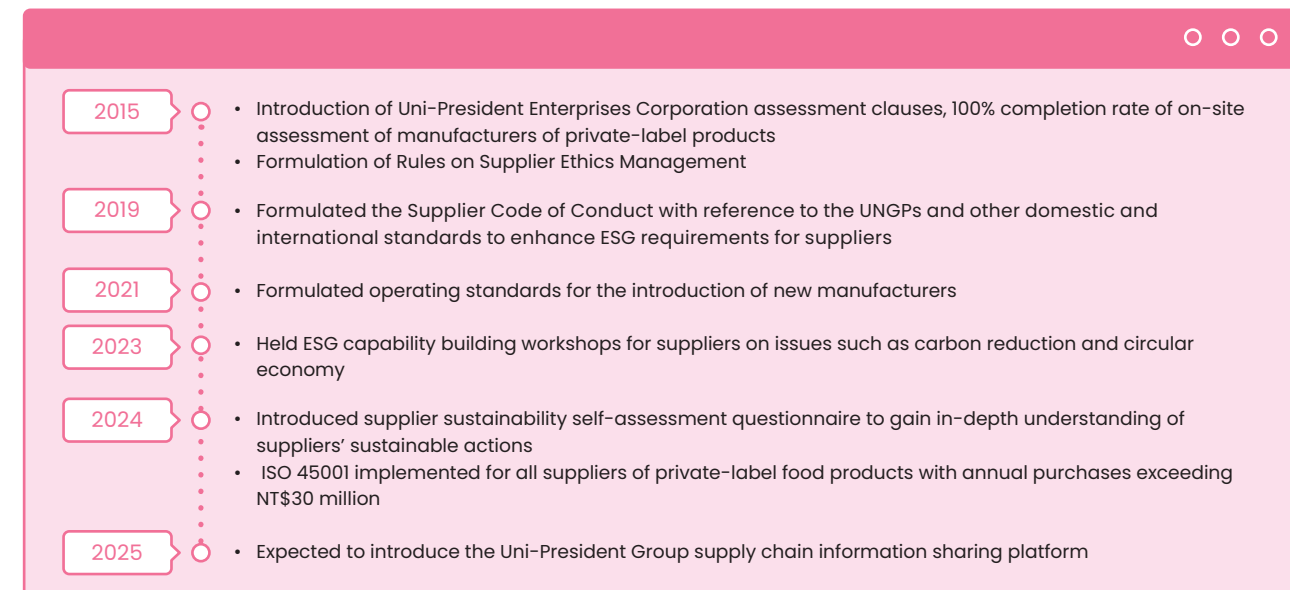 2015
• Introduction of Uni-President Enterprises Corporation assessment clauses, 100% completion rate of on-site
assessment of manufacturers of private-label products
• Formulation of Rules on Supplier Ethics Management
2019
• Formulated the Supplier Code of Conduct with reference to the UNGPs and other domestic and
international standards to enhance ESG requirements for suppliers
2021
• Formulated operating standards for the introduction of new manufacturers
2023
• Held ESG capability building workshops for suppliers on issues such as carbon reduction and circular
economy
2024
• Introduced supplier sustainability self-assessment questionnaire to gain in-depth understanding of
suppliers’ sustainable actions
• ISO 45001 implemented for all suppliers of private-label food products with annual purchases exceeding
NT$30 million
2025
• Expected to introduce the Uni-President Group supply chain information sharing platform